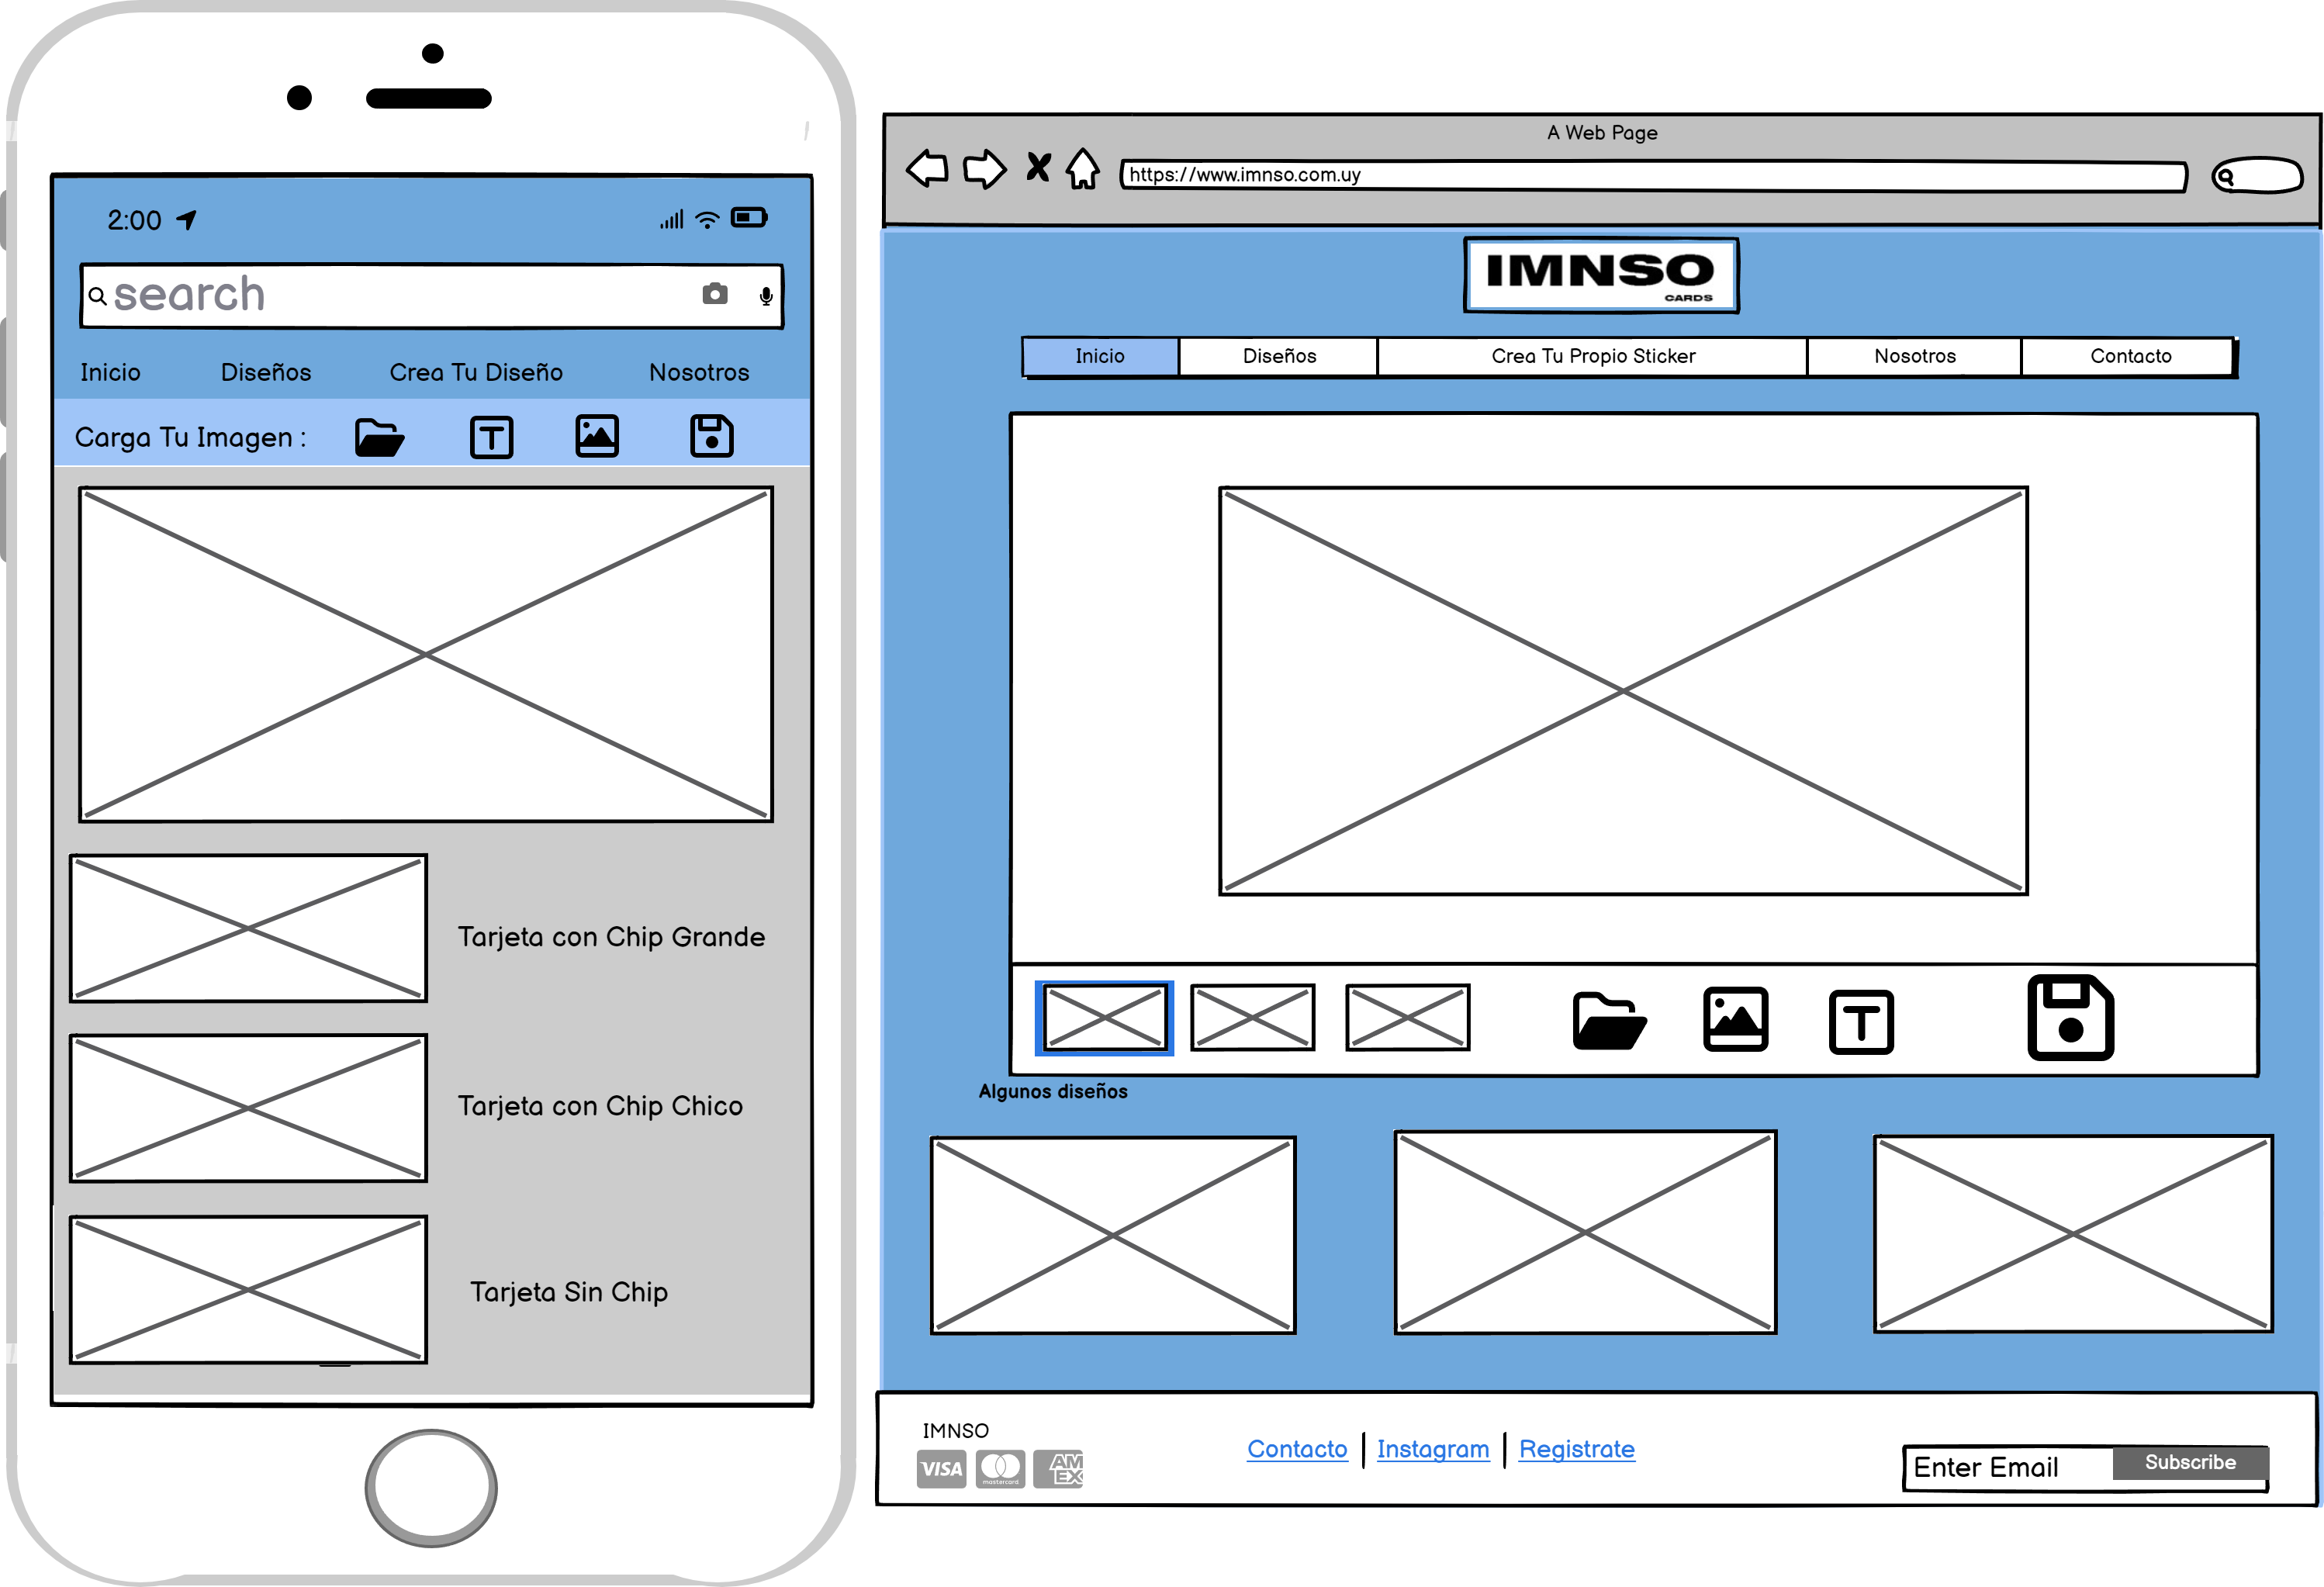 2:00
search
Inicio Diseños Crea Tu Diseño Nosotros
Carga Tu Imagen :
T
Tarjeta con Chip Grande
Tarjeta con Chip Chico
Tarjeta Sin Chip
A Web Page
https://www.imnso.com.uy
IMNSO
CARDS
Inicio Diseños Crea Tu Propio Sticker Nosotros Contacto
T
Algunos diseños
IMNSO
VISA mastercard AM EX
Contacto Instagram Registrate
Enter Email Subscribe